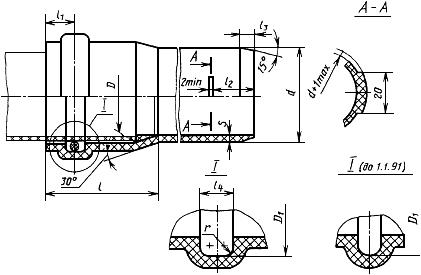 l₁
l₃
А - А
А
2min
l₂
15°
d
D
I
А
s
30°
l
d+1max
20
I
l₄
D₁
r
I (до 1.1.91)
D₁